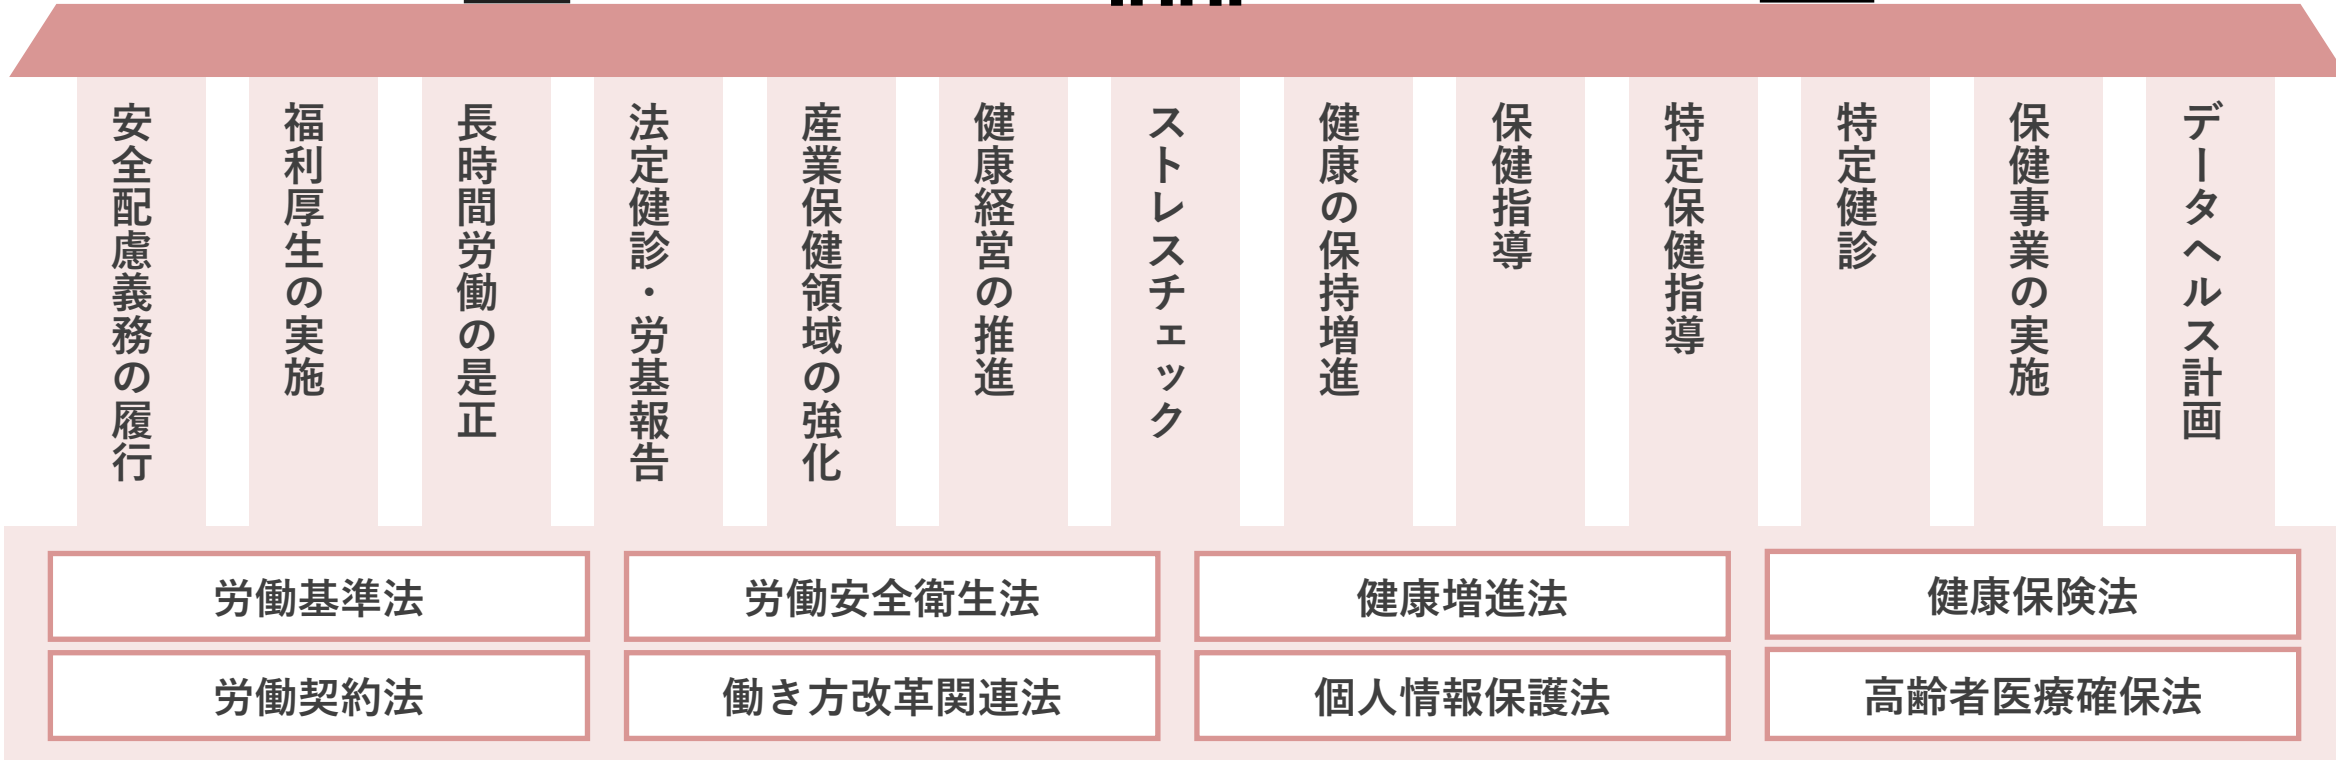 安全配慮義務の履行
福利厚生の実施
長時間労働の是正
法定健診・労基報告
産業保健領域の強化
健康経営の推進
ストレスチェック
健康の保持増進
保健指導
特定保健指導
特定健診
保健事業の実施
データヘルス計画
労働基準法
労働安全衛生法
健康増進法
健康保険法
労働契約法
働き方改革関連法
個人情報保護法
高齢者医療確保法